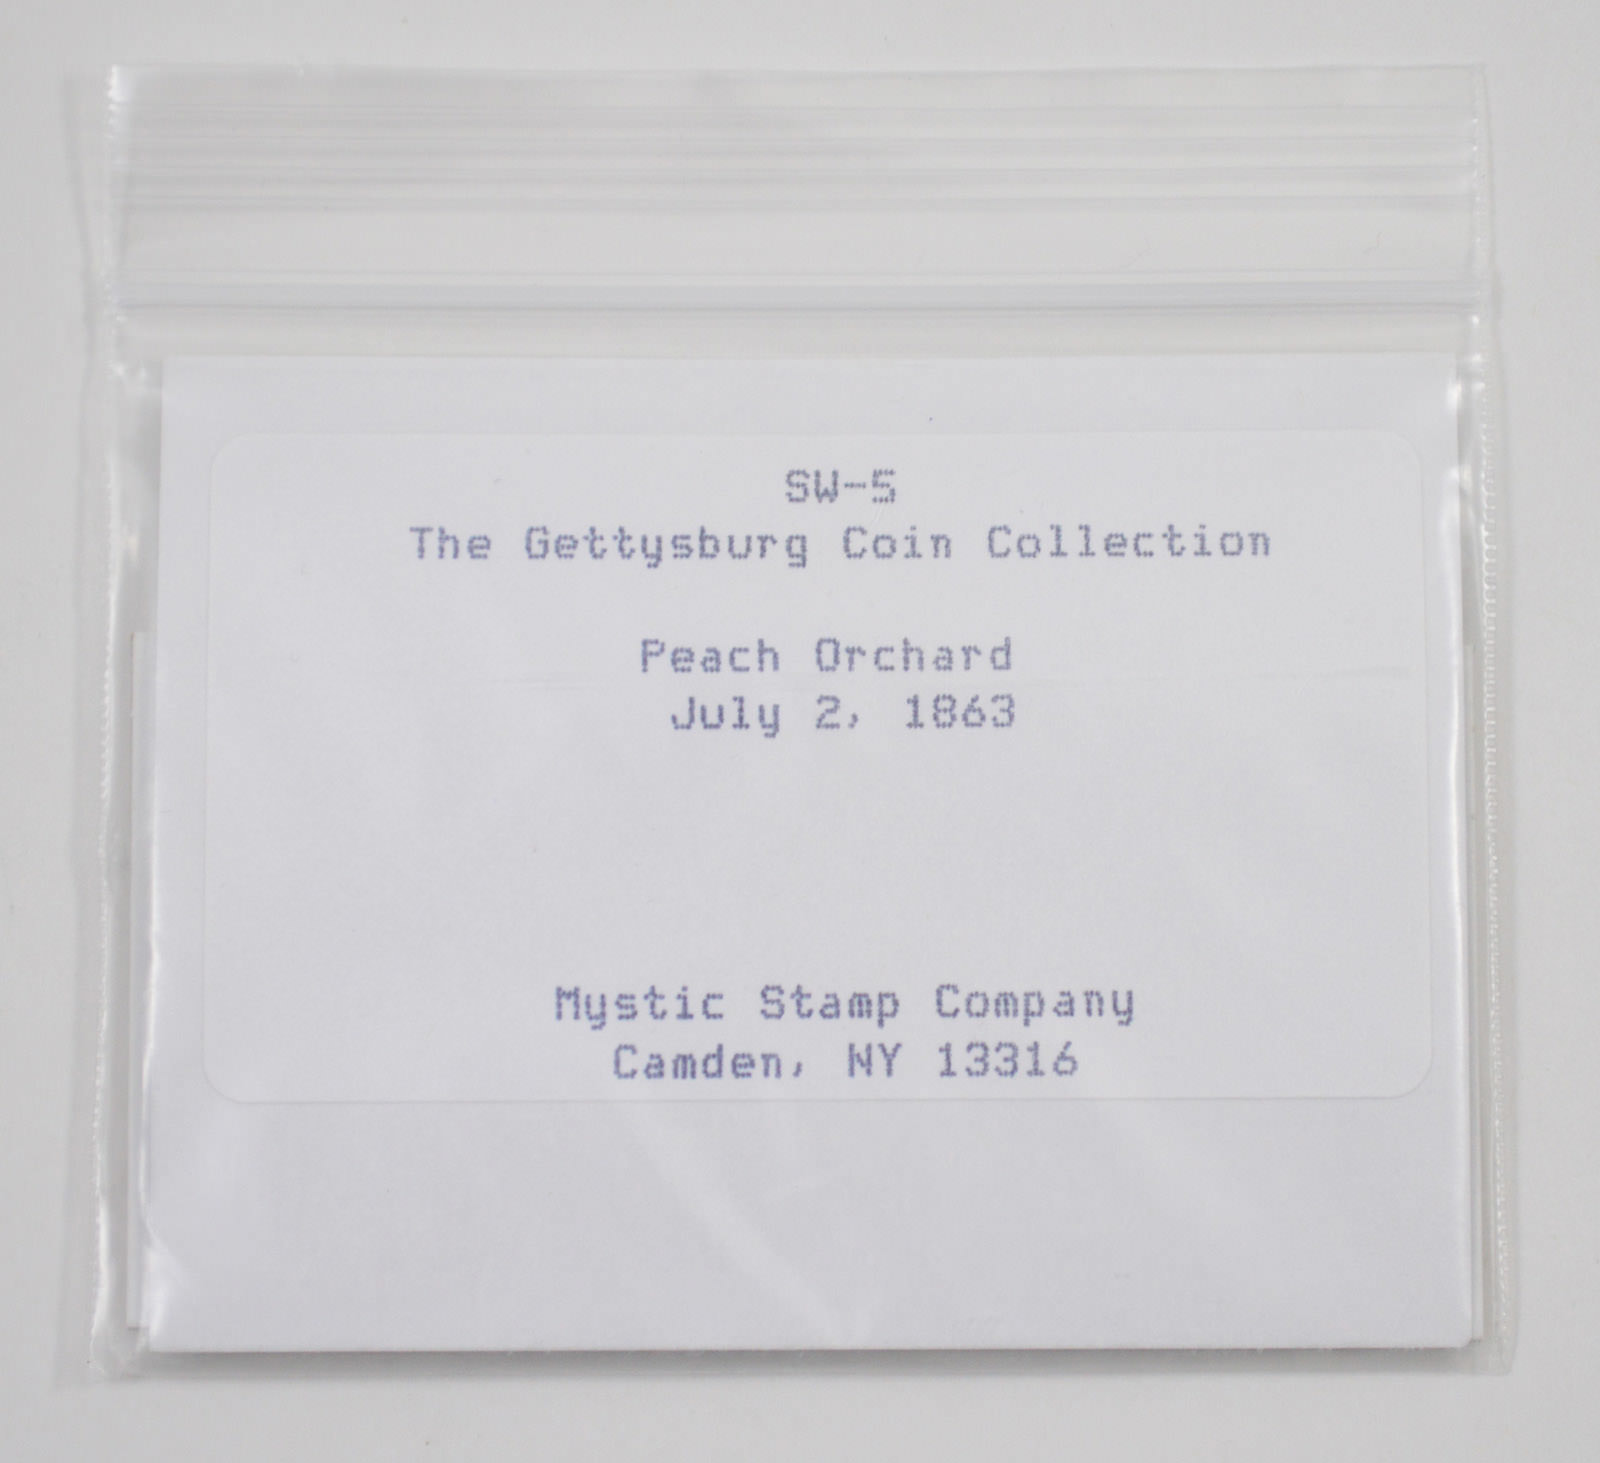 SW-5
The Gettysburg Coin Collection
Peach Orchard
July 2, 1863
Mystic Stamp Company
Camden, NY 13316